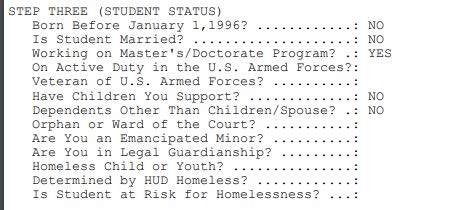 STEP THREE (STUDENT STATUS)
Born Before January 1,1996? ............: NO
Is Student Married? ....................: NO
Working on Master's/Doctorate Program? .: YES
On Active Duty in the U.S. Armed Forces?:
Veteran of U.S. Armed Forces? ..........:
Have Children You Support? .............: NO
Dependents Other Than Children/Spouse? .: NO
Orphan or Ward of the Court? ...........:
Are You an Emancipated Minor? ..........:
Are You in Legal Guardianship? .........:
Homeless Child or Youth? ...............:
Determined by HUD Homeless? ............:
Is Student at Risk for Homelessness? ...: